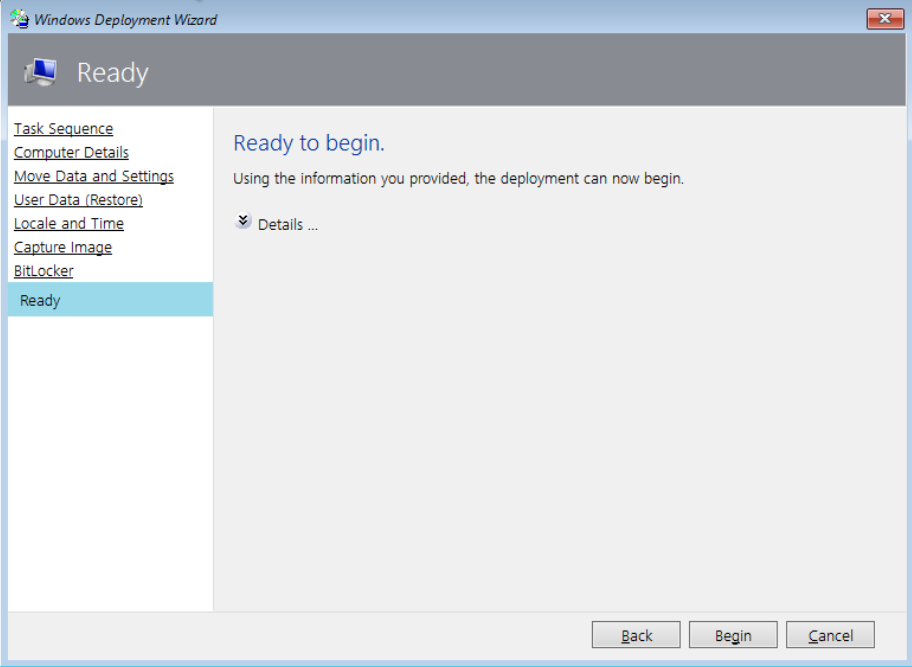 Windows Deployment Wizard
Ready
Task Sequence
Computer Details
Move Data and Settings
User Data (Restore)
Locale and Time
Capture Image
BitLocker
Ready
Ready to begin.
Using the information you provided, the deployment can now begin.
Details ...
Back
Begin
Cancel